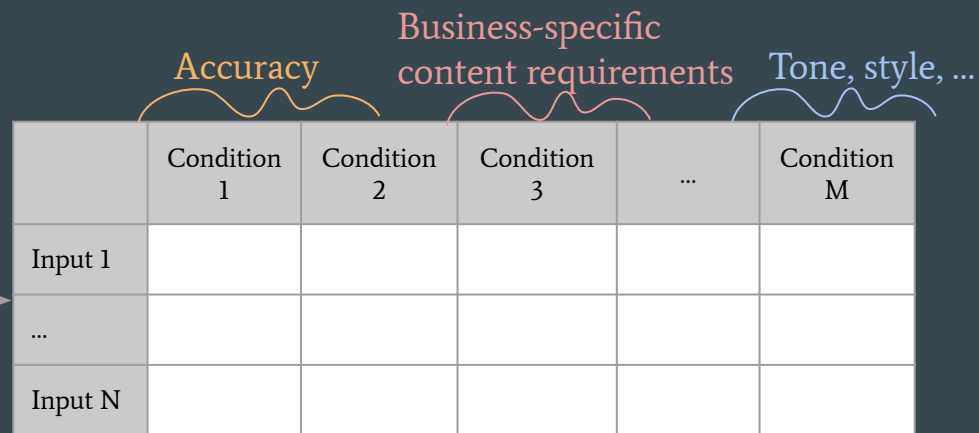 Business-specific
content requirements
Accuracy
Tone, style, ...
Condition 1
Condition 2
Condition 3
...
Condition M
Input 1
...
Input N